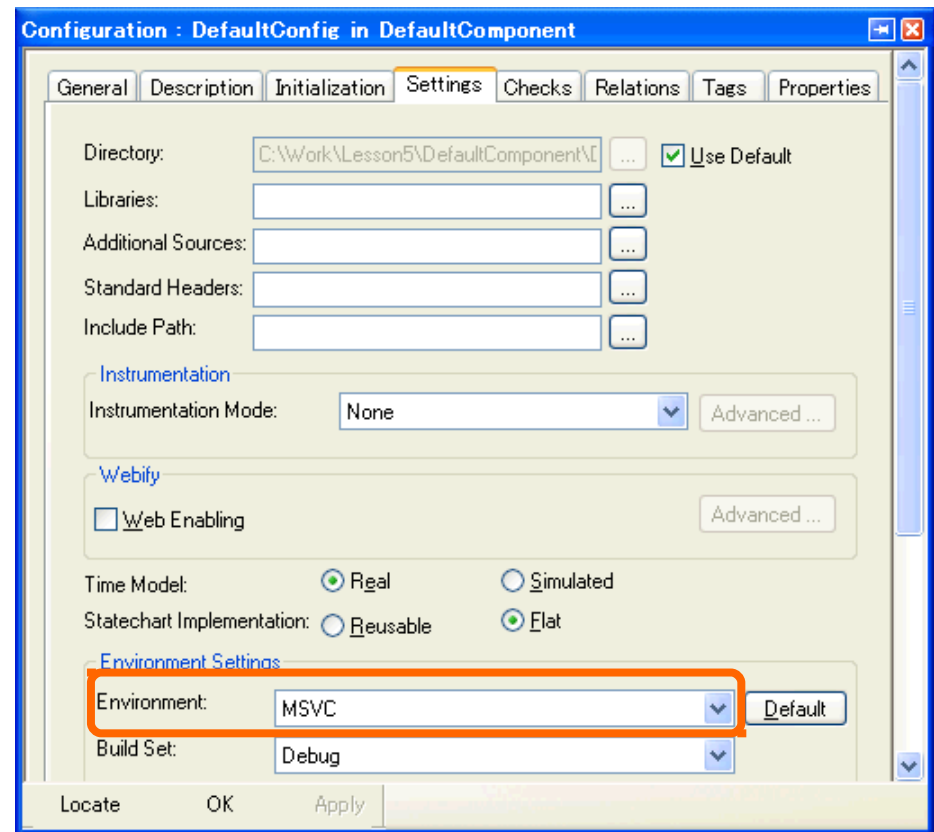 Configuration : DefaultConfig in DefaultComponent
General Description Initialization Settings Checks Relations Tags Properties
Directory: C:\Work\Lesson5\DefaultComponent\ ... Use Default
Libraries: ...
Additional Sources: ...
Standard Headers: ...
Include Path: ...
Instrumentation
Instrumentation Mode: None Advanced ...
Webify
Web Enabling Advanced ...
Time Model: Real Simulated
Statechart Implementation: Reusable Flat
Environment Settings
Environment: MSVC Default
Build Set: Debug
Locate OK Apply